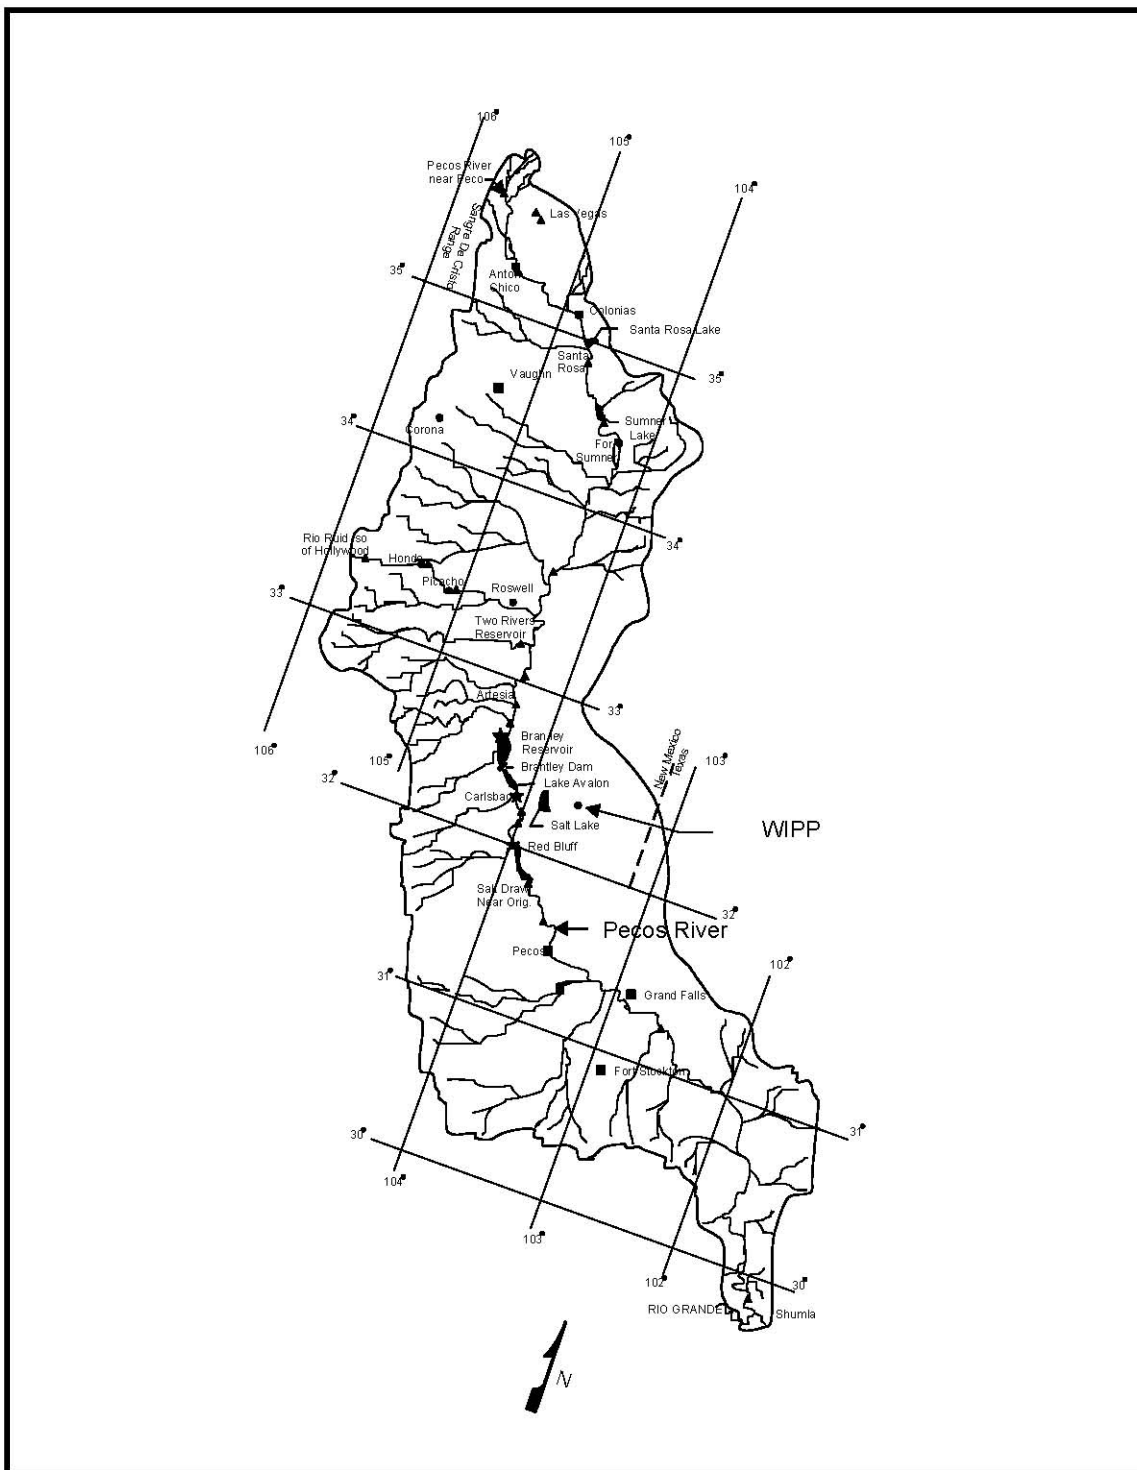 106°
105°
104°
Pecos River
near Peco
Las Vegas
Sangre De Cristo
Range
35°
Anton
Chico
Colonias
Santa Rosa Lake
Santa
Rosa
35°
Vaughn
34°
Corona
Sumner
Lake
For
Sumner
34°
Rio Ruid so
of Hollywood
Hondo
Picacho
Roswell
33°
Two Rivers
Reservoir
Artesia
33°
106°
105°
Brantley
Reservoir
Brantley Dam
New Mexico
Texas
103°
32°
Lake Avalon
Carlsbad
WIPP
Salt Lake
Red Bluff
Salt Draw
Near Orig.
32°
Pecos River
Pecos
102°
31°
Grand Falls
Fort Stockton
31°
30°
104°
103°
102°
30°
RIO GRANDE
Shumla
N